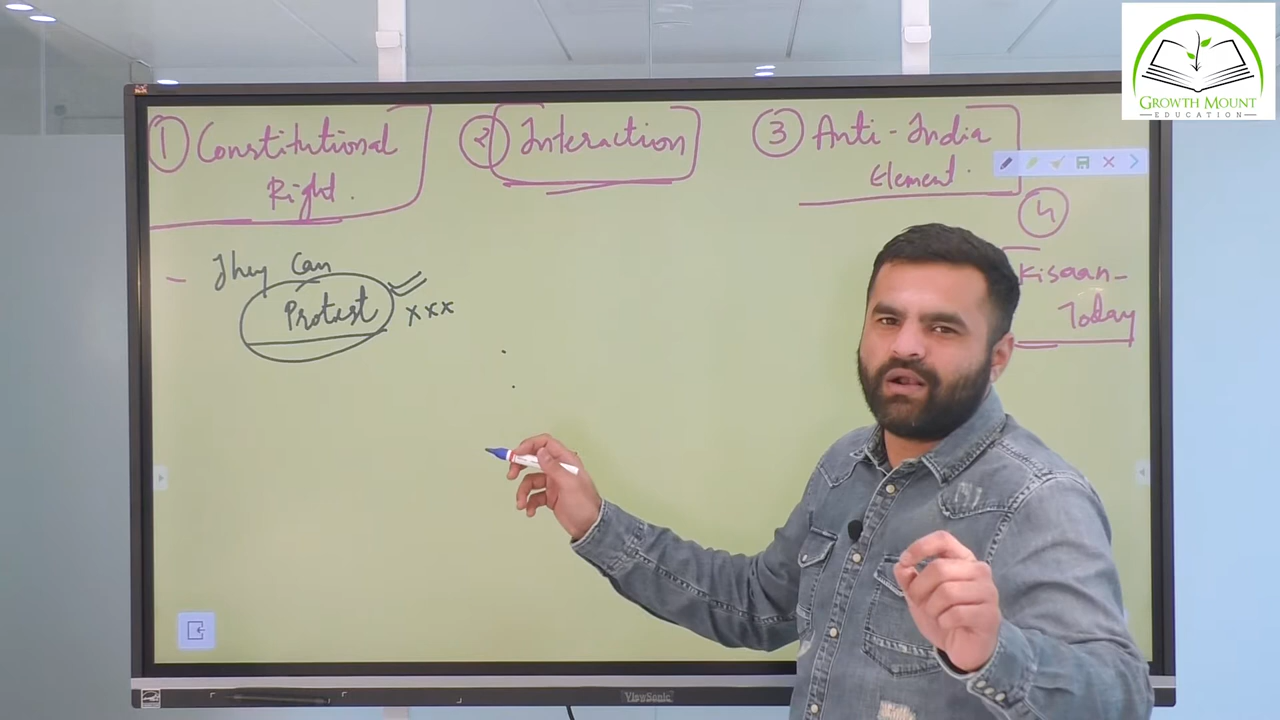 ① Constitutional
Right.
They Can
Protest
xxx
② Interaction
③ Anti-India
Element.
④
Kisaan-
Today
GROWTH MOUNT
EDUCATION
ViewSonic